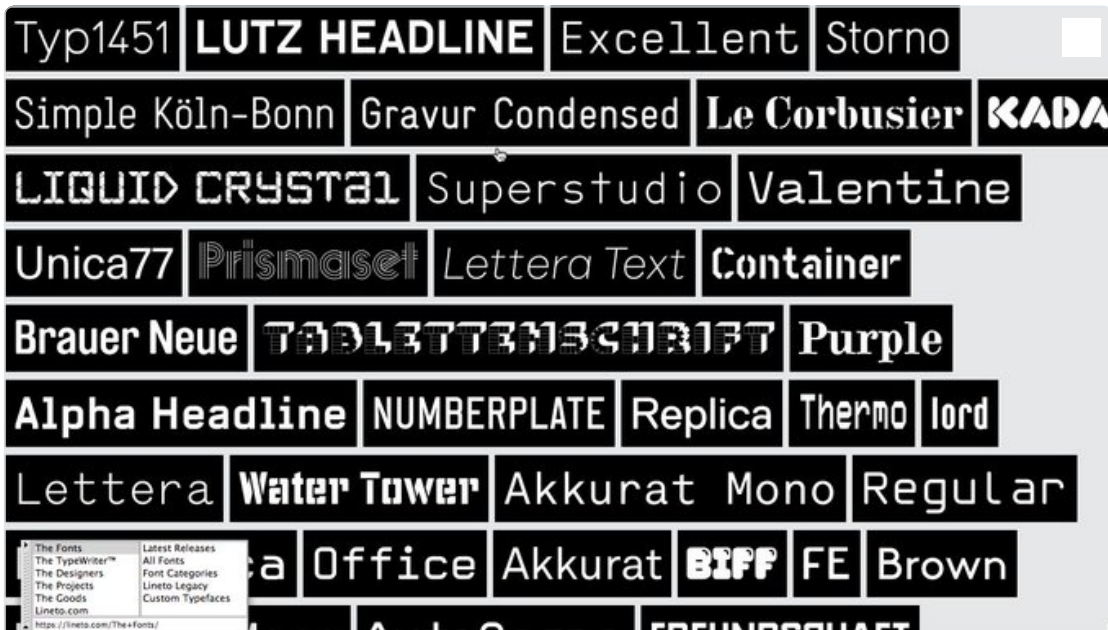 Typ1451 LUTZ HEADLINE Excellent Storno
Simple Köln-Bonn Gravur Condensed Le Corbusier KADA
LIQUID CRYSTAL Superstudio Valentine
Unica77 Prismaset Lettera Text Container
Brauer Neue TABLETTENSCHRIFT Purple
Alpha Headline NUMBERPLATE Replica Thermo lord
Lettera Water Tower Akkurat Mono Regular
ca Office Akkurat BIFF FE Brown
The Fonts Latest Releases
The TypeWriter™ All Fonts
The Designers Font Categories
The Projects Lineto Legacy
The Goods Custom Typefaces
Lineto.com
https://lineto.com/The+Fonts/
FREUNDSCHAFT